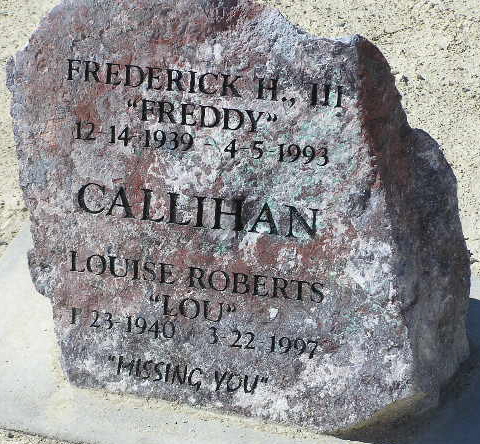 FREDERICK H., III
"FREDDY"
12-14-1939 - 4-5-1993
CALLIHAN
LOUISE ROBERTS
"LOU"
1 23-1940 3 22 1997
"MISSING YOU"